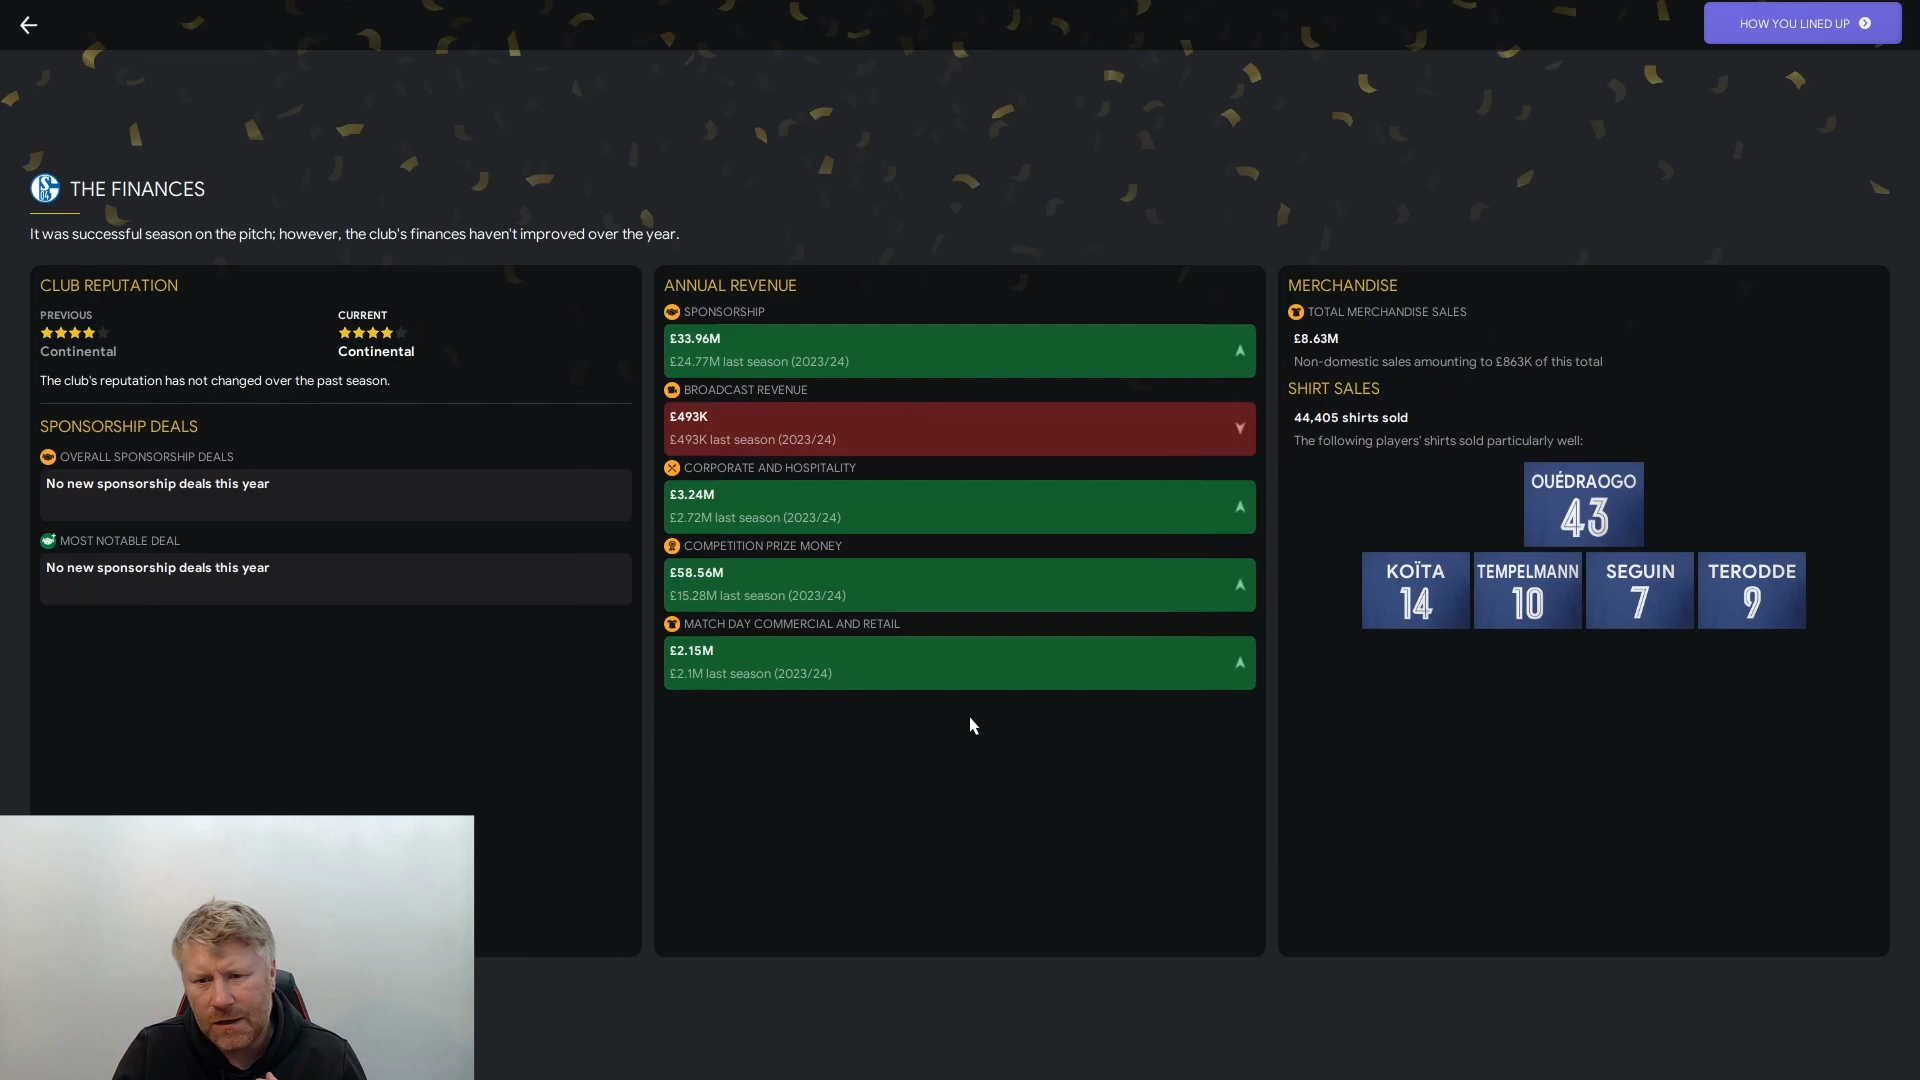 HOW YOU LINED UP
S
04
THE FINANCES
It was successful season on the pitch; however, the club's finances haven't improved over the year.
CLUB REPUTATION
PREVIOUS
CURRENT
Continental
Continental
The club's reputation has not changed over the past season.
SPONSORSHIP DEALS
OVERALL SPONSORSHIP DEALS
No new sponsorship deals this year
MOST NOTABLE DEAL
No new sponsorship deals this year
ANNUAL REVENUE
SPONSORSHIP
£33.96M
£24.77M last season (2023/24)
BROADCAST REVENUE
£493K
£493K last season (2023/24)
CORPORATE AND HOSPITALITY
£3.24M
£2.72M last season (2023/24)
COMPETITION PRIZE MONEY
£58.56M
£15.28M last season (2023/24)
MATCH DAY COMMERCIAL AND RETAIL
£2.15M
£2.1M last season (2023/24)
MERCHANDISE
TOTAL MERCHANDISE SALES
£8.63M
Non-domestic sales amounting to £863K of this total
SHIRT SALES
44,405 shirts sold
The following players' shirts sold particularly well:
OUÉDRAOGO
43
KOÏTA
14
TEMPELMANN
10
SEGUIN
7
TERODDE
9